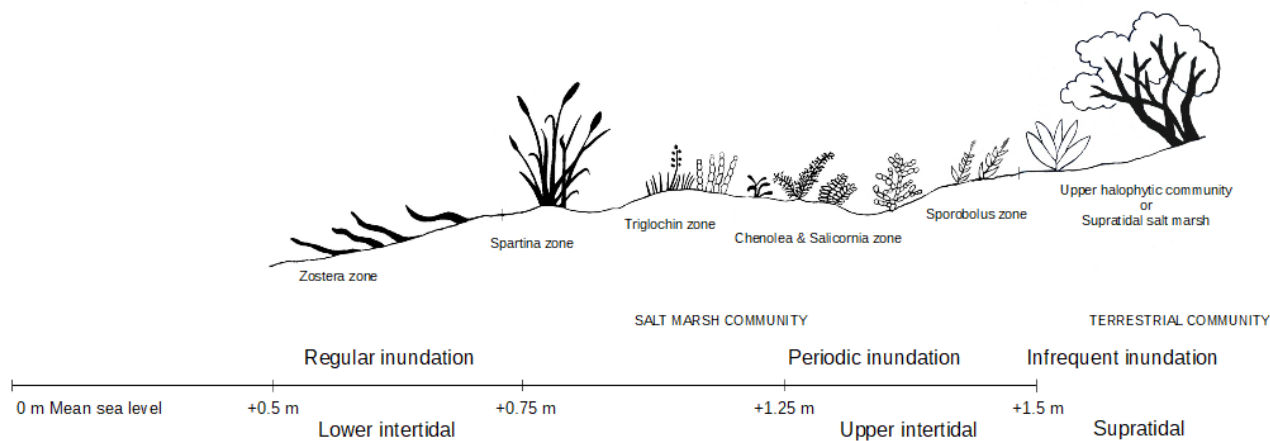 Zostera zone
Spartina zone
Triglochin zone
Chenolea & Salicornia zone
Sporobolus zone
Upper halophytic community
or
Supratidal salt marsh
SALT MARSH COMMUNITY
TERRESTRIAL COMMUNITY
Regular inundation
Periodic inundation
Infrequent inundation
0 m Mean sea level
+0.5 m
+0.75 m
+1.25 m
+1.5 m
Lower intertidal
Upper intertidal
Supratidal